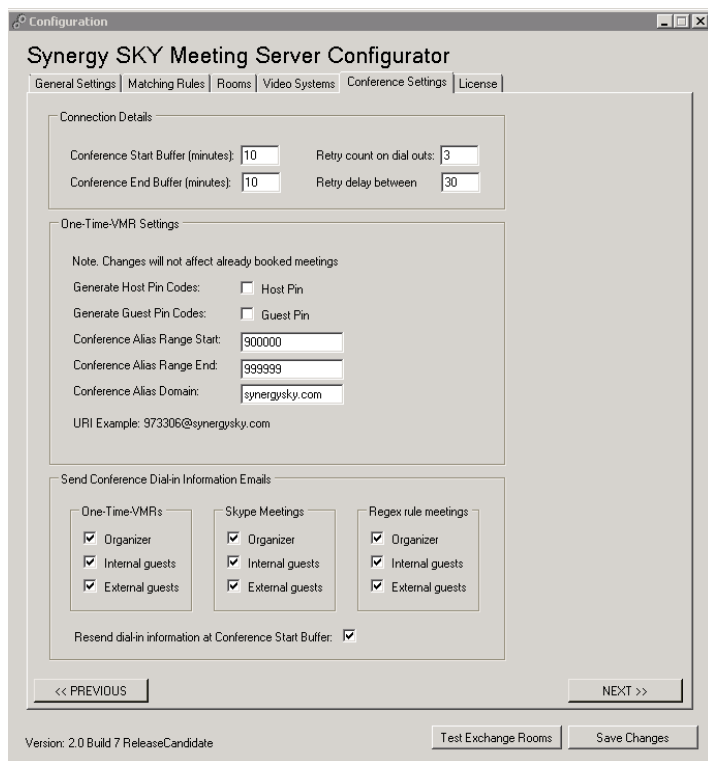 Configuration
Synergy SKY Meeting Server Configurator
General Settings Matching Rules Rooms Video Systems Conference Settings License
Connection Details
Conference Start Buffer (minutes): 10 Retry count on dial outs: 3
Conference End Buffer (minutes): 10 Retry delay between 30
One-Time-VMR Settings
Note. Changes will not affect already booked meetings
Generate Host Pin Codes: Host Pin
Generate Guest Pin Codes: Guest Pin
Conference Alias Range Start: 900000
Conference Alias Range End: 999999
Conference Alias Domain: synergysky.com
URI Example: 973306@synergysky.com
Send Conference Dial-in Information Emails
One-Time-VMRs Skype Meetings Regex rule meetings
Organizer Organizer Organizer
Internal guests Internal guests Internal guests
External guests External guests External guests
Resend dial-in information at Conference Start Buffer:
<< PREVIOUS NEXT >>
Version: 2.0 Build 7 ReleaseCandidate Test Exchange Rooms Save Changes